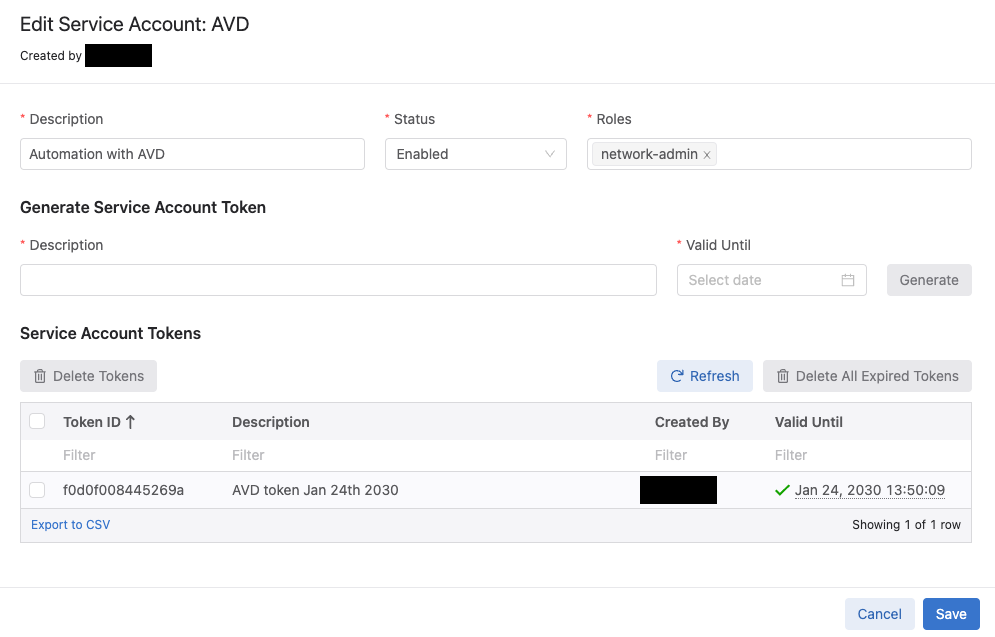 Edit Service Account: AVD
Created by
* Description * Status * Roles
Automation with AVD Enabled network-admin x
Generate Service Account Token
* Description * Valid Until
Select date Generate
Service Account Tokens
Delete Tokens Refresh Delete All Expired Tokens
Token ID ↑ Description Created By Valid Until
Filter Filter Filter Filter
f0d0f008445269a AVD token Jan 24th 2030 Jan 24, 2030 13:50:09
Export to CSV Showing 1 of 1 row
Cancel Save